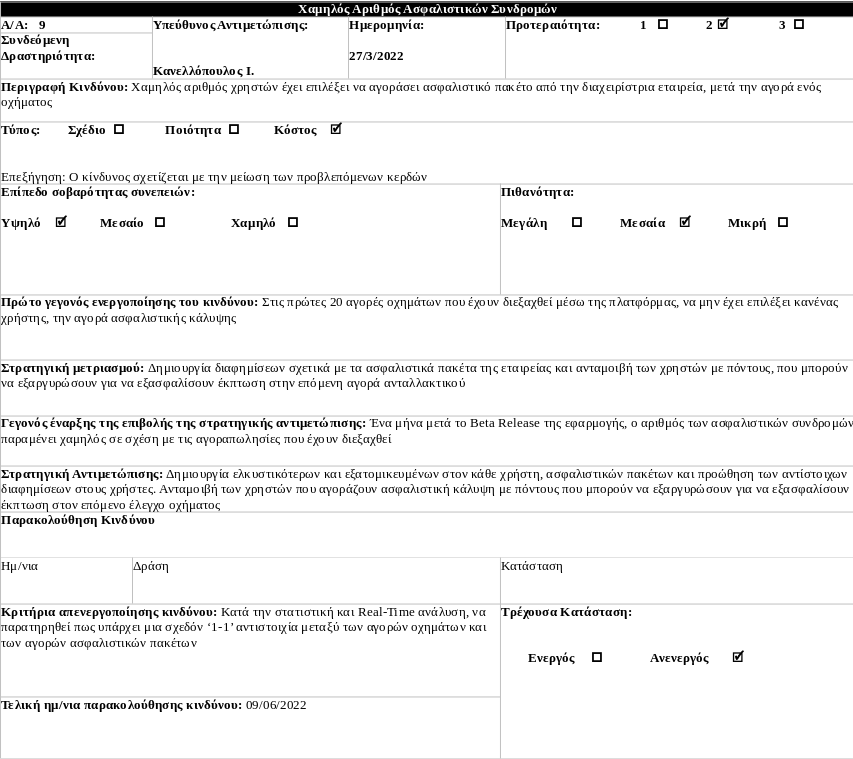 Χαμηλός Αριθμός Ασφαλιστικών Συνδρομών
Α/Α: 9
Υπεύθυνος Αντιμετώπισης:
Ημερομηνία:
Προτεραιότητα: 1 ☐ 2 ☑ 3 ☐
Συνδεόμενη
Δραστηριότητα:
27/3/2022
Κανελλόπουλος Ι.
Περιγραφή Κινδύνου: Χαμηλός αριθμός χρηστών έχει επιλέξει να αγοράσει ασφαλιστικό πακέτο από την διαχειρίστρια εταιρεία, μετά την αγορά ενός
οχήματος
Τύπος: Σχέδιο ☐ Ποιότητα ☐ Κόστος ☑
Επεξήγηση: Ο κίνδυνος σχετίζεται με την μείωση των προβλεπόμενων κερδών
Επίπεδο σοβαρότητας συνεπειών:
Υψηλό ☑ Μεσαίο ☐ Χαμηλό ☐
Πιθανότητα:
Μεγάλη ☐ Μεσαία ☑ Μικρή ☐
Πρώτο γεγονός ενεργοποίησης του κινδύνου: Στις πρώτες 20 αγορές οχημάτων που έχουν διεξαχθεί μέσω της πλατφόρμας, να μην έχει επιλέξει κανένας
χρήστης, την αγορά ασφαλιστικής κάλυψης
Στρατηγική μετριασμού: Δημιουργία διαφημίσεων σχετικά με τα ασφαλιστικά πακέτα της εταιρείας και ανταμοιβή των χρηστών με πόντους, που μπορούν
να εξαργυρώσουν για να εξασφαλίσουν έκπτωση στην επόμενη αγορά ανταλλακτικού
Γεγονός έναρξης της επιβολής της στρατηγικής αντιμετώπισης: Ένα μήνα μετά το Beta Release της εφαρμογής, ο αριθμός των ασφαλιστικών συνδρομών
παραμένει χαμηλός σε σχέση με τις αγοραπωλησίες που έχουν διεξαχθεί
Στρατηγική Αντιμετώπισης: Δημιουργία ελκυστικότερων και εξατομικευμένων στον κάθε χρήστη, ασφαλιστικών πακέτων και προώθηση των αντίστοιχων
διαφημίσεων στους χρήστες. Ανταμοιβή των χρηστών που αγοράζουν ασφαλιστική κάλυψη με πόντους που μπορούν να εξαργυρώσουν για να εξασφαλίσουν
έκπτωση στον επόμενο έλεγχο οχήματος
Παρακολούθηση Κινδύνου
Ημ/νια
Δράση
Κατάσταση
Κριτήρια απενεργοποίησης κινδύνου: Κατά την στατιστική και Real-Time ανάλυση, να
παρατηρηθεί πως υπάρχει μια σχεδόν ‘1-1’ αντιστοιχία μεταξύ των αγορών οχημάτων και
των αγορών ασφαλιστικών πακέτων
Τρέχουσα Κατάσταση:
Ενεργός ☐ Ανενεργός ☑
Τελική ημ/νια παρακολούθησης κινδύνου: 09/06/2022